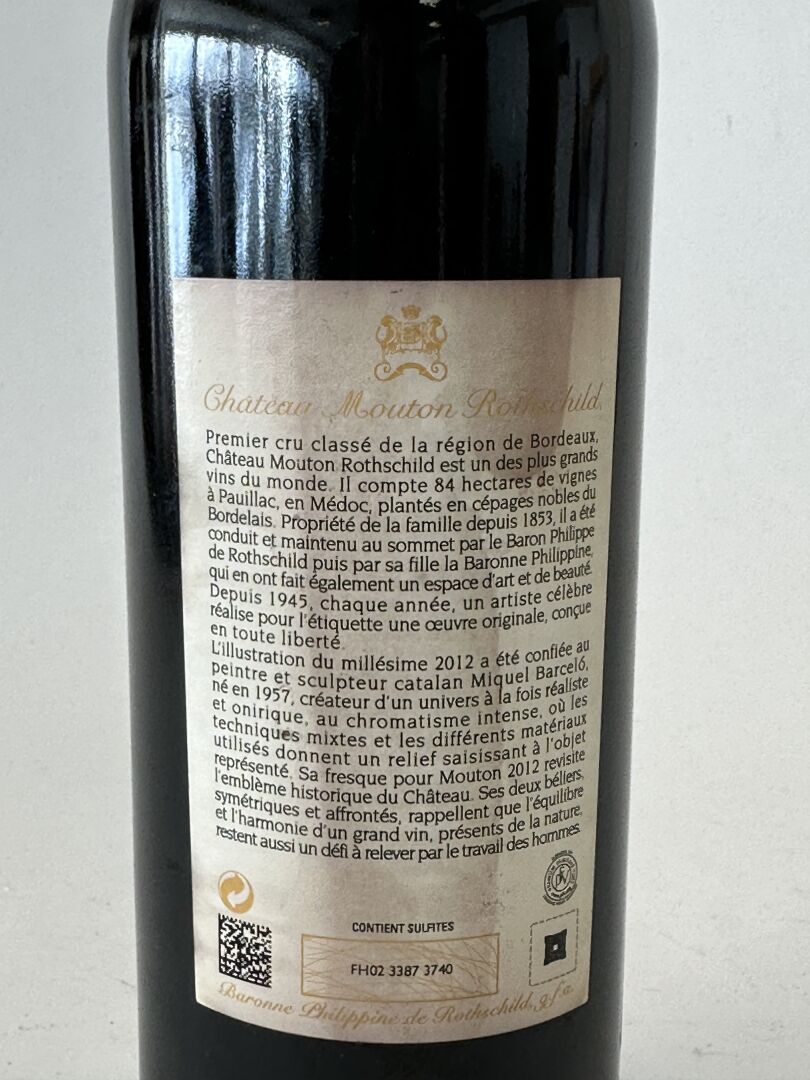 Château Mouton Rothschild
Premier cru classé de la région de Bordeaux,
Château Mouton Rothschild est un des plus grands
vins du monde. Il compte 84 hectares de vignes
à Pauillac, en Médoc, plantés en cépages nobles du
Bordelais. Propriété de la famille depuis 1853, il a été
conduit et maintenu au sommet par le Baron Philippe
de Rothschild puis par sa fille la Baronne Philippine,
qui en ont fait également un espace d'art et de beauté.
Depuis 1945, chaque année, un artiste célèbre
réalise pour l'étiquette une œuvre originale, conçue
en toute liberté.
L'illustration du millésime 2012 a été confiée au
peintre et sculpteur catalan Miquel Barceló,
né en 1957, créateur d'un univers à la fois réaliste
et onirique, au chromatisme intense, où les
techniques mixtes et les différents matériaux
utilisés donnent un relief saisissant à l'objet
représenté. Sa fresque pour Mouton 2012 revisite
l'emblème historique du Château. Ses deux béliers,
symétriques et affrontés, rappellent que l'équilibre
et l'harmonie d'un grand vin, présents de la nature,
restent aussi un défi à relever par le travail des hommes.
CONTIENT SULFITES
FH02 3387 3740
Baronne Philippine de Rothschild, g.f.a.